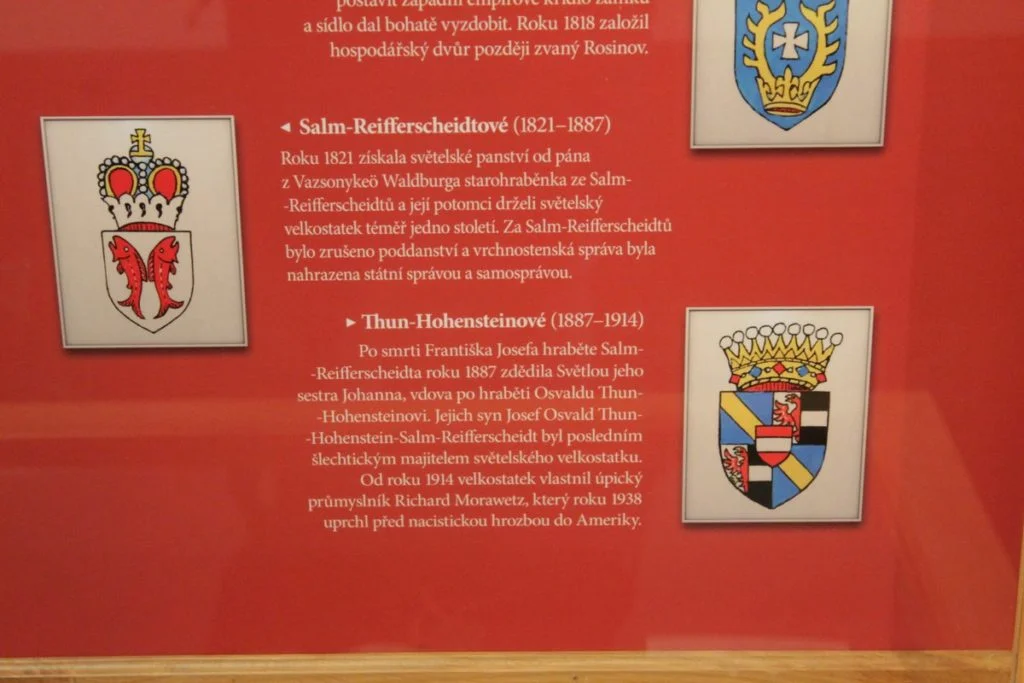 postavit západní empírové křídlo zámku
a sídlo dal bohatě vyzdobit. Roku 1818 založil
hospodářský dvůr později zvaný Rosinov.
◄ Salm-Reifferscheidtové (1821–1887)
Roku 1821 získala světelské panství od pána
z Vazsonykeö Waldburga starohraběnka ze Salm-
-Reifferscheidtů a její potomci drželi světelský
velkostatek téměř jedno století. Za Salm-Reifferscheidtů
bylo zrušeno poddanství a vrchnostenská správa byla
nahrazena státní správou a samosprávou.
► Thun-Hohensteinové (1887–1914)
Po smrti Františka Josefa hraběte Salm-
-Reifferscheidta roku 1887 zdědila Světlou jeho
sestra Johanna, vdova po hraběti Osvaldu Thun-
-Hohensteinovi. Jejich syn Josef Osvald Thun-
-Hohenstein-Salm-Reifferscheidt byl posledním
šlechtickým majitelem světelského velkostatku.
Od roku 1914 velkostatek vlastnil úpický
průmyslník Richard Morawetz, který roku 1938
uprchl před nacistickou hrozbou do Ameriky.